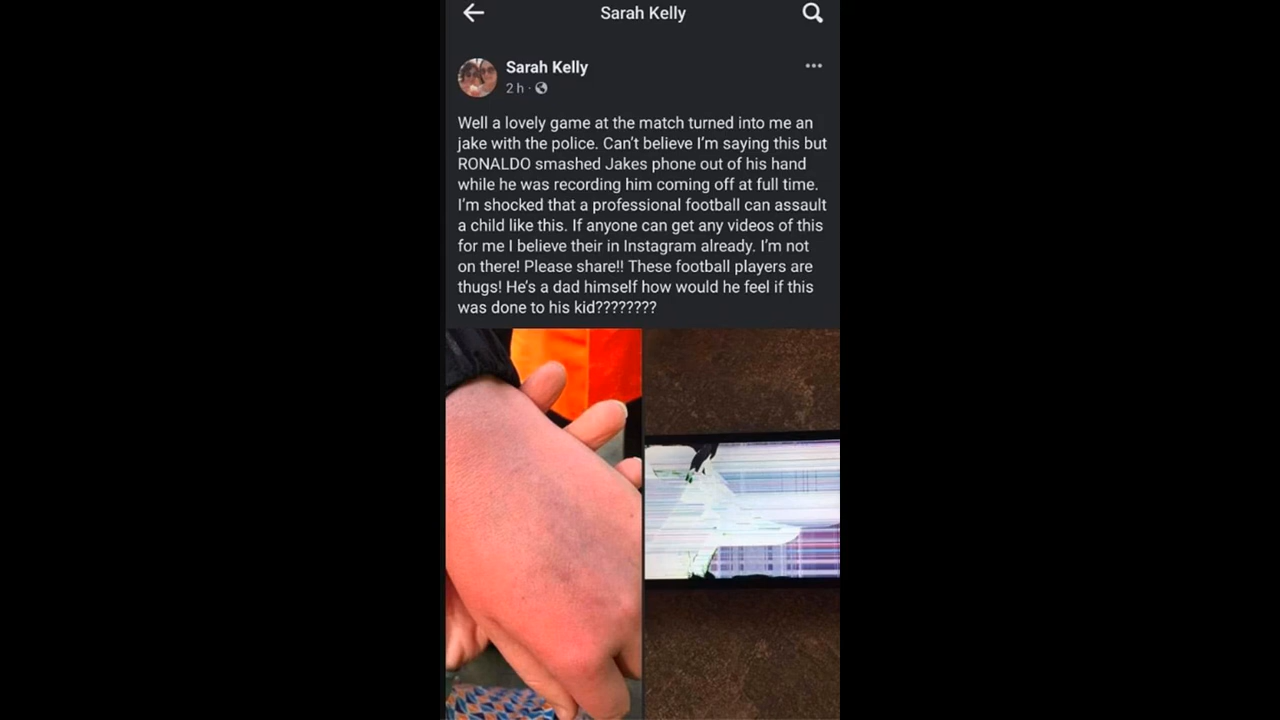 Sarah Kelly
Sarah Kelly
2 h ·
Well a lovely game at the match turned into me an
jake with the police. Can't believe I'm saying this but
RONALDO smashed Jakes phone out of his hand
while he was recording him coming off at full time.
I'm shocked that a professional football can assault
a child like this. If anyone can get any videos of this
for me I believe their in Instagram already. I'm not
on there! Please share!! These football players are
thugs! He's a dad himself how would he feel if this
was done to his kid????????